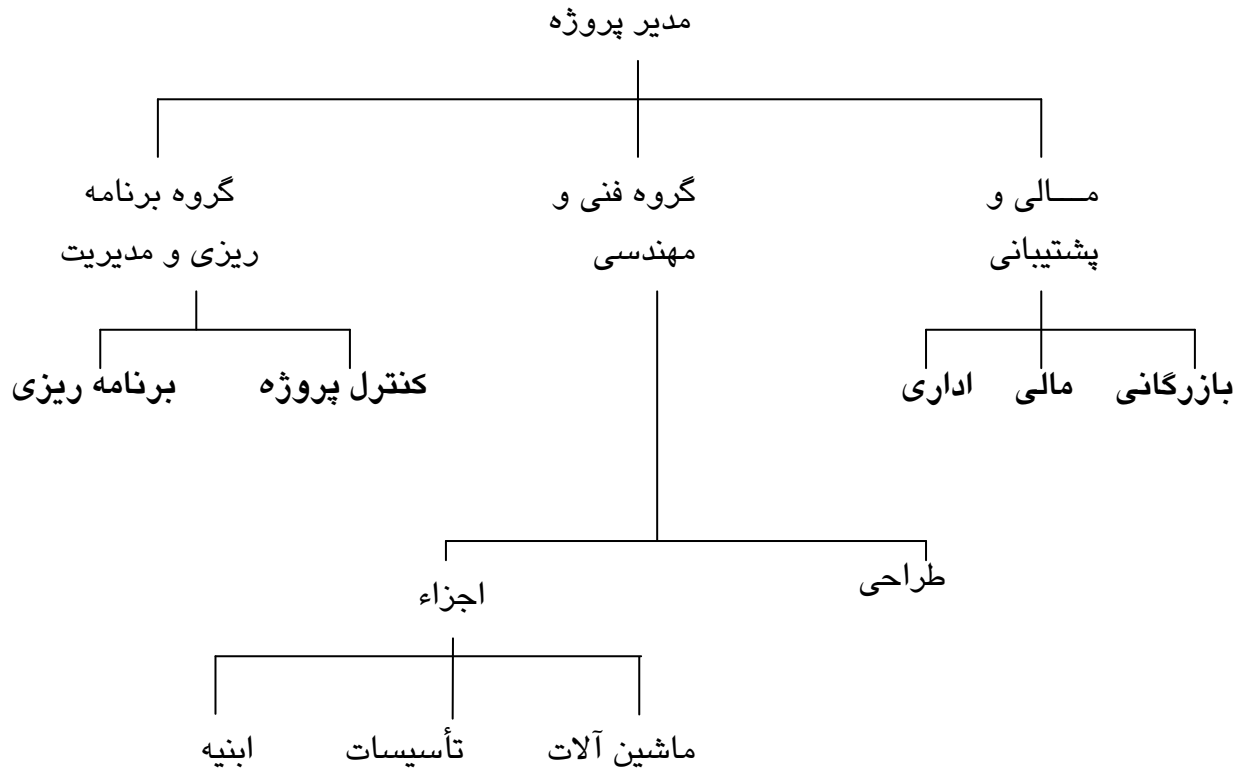 مدیر پروژه
مـــالی و
پشتیبانی
گروه فنی و
مهندسی
گروه برنامه
ریزی و مدیریت
بازرگانی
مالی
اداری
کنترل پروژه
برنامه ریزی
طراحی
اجزاء
ماشین آلات
تأسیسات
ابنیه